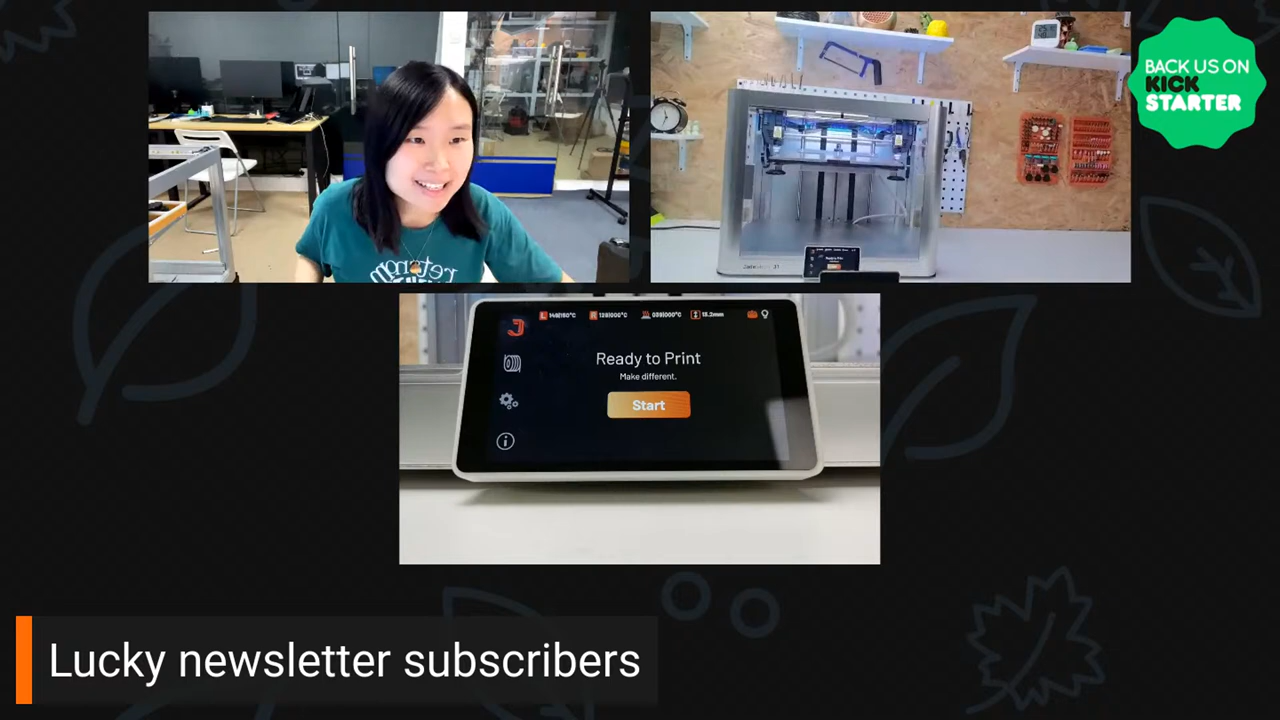 BACK US ON
KICK
STARTER
Ready to Print
Make different.
Start
Lucky newsletter subscribers